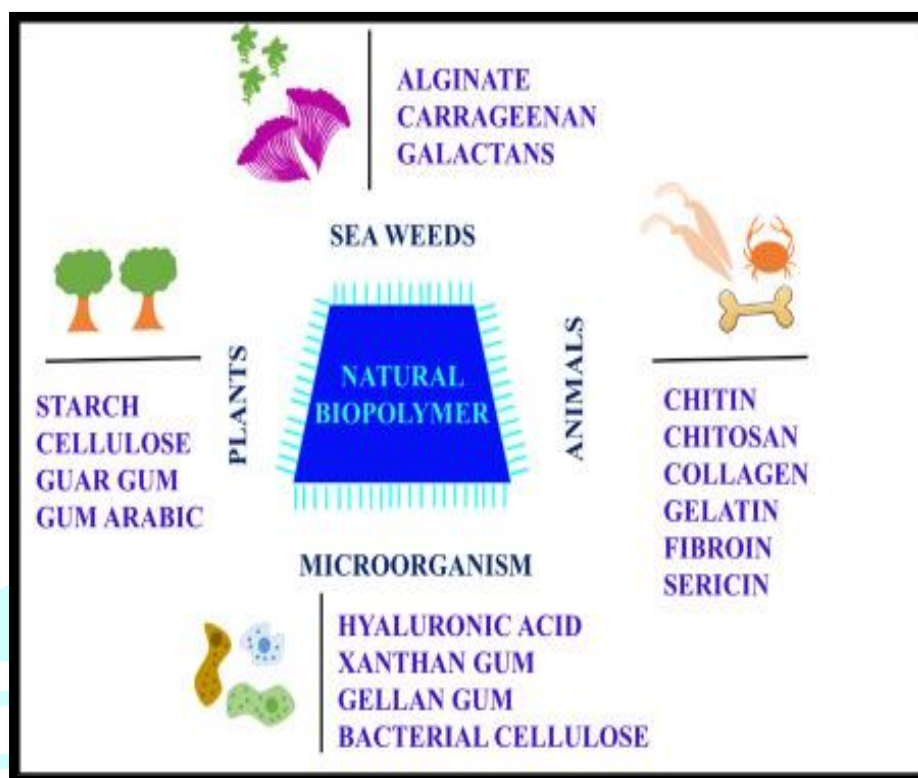 ALGINATE
CARRAGEENAN
GALACTANS
SEA WEEDS
PLANTS
STARCH
CELLULOSE
GUAR GUM
GUM ARABIC
NATURAL
BIOPOLYMER
ANIMALS
CHITIN
CHITOSAN
COLLAGEN
GELATIN
FIBROIN
SERICIN
MICROORGANISM
HYALURONIC ACID
XANTHAN GUM
GELLAN GUM
BACTERIAL CELLULOSE